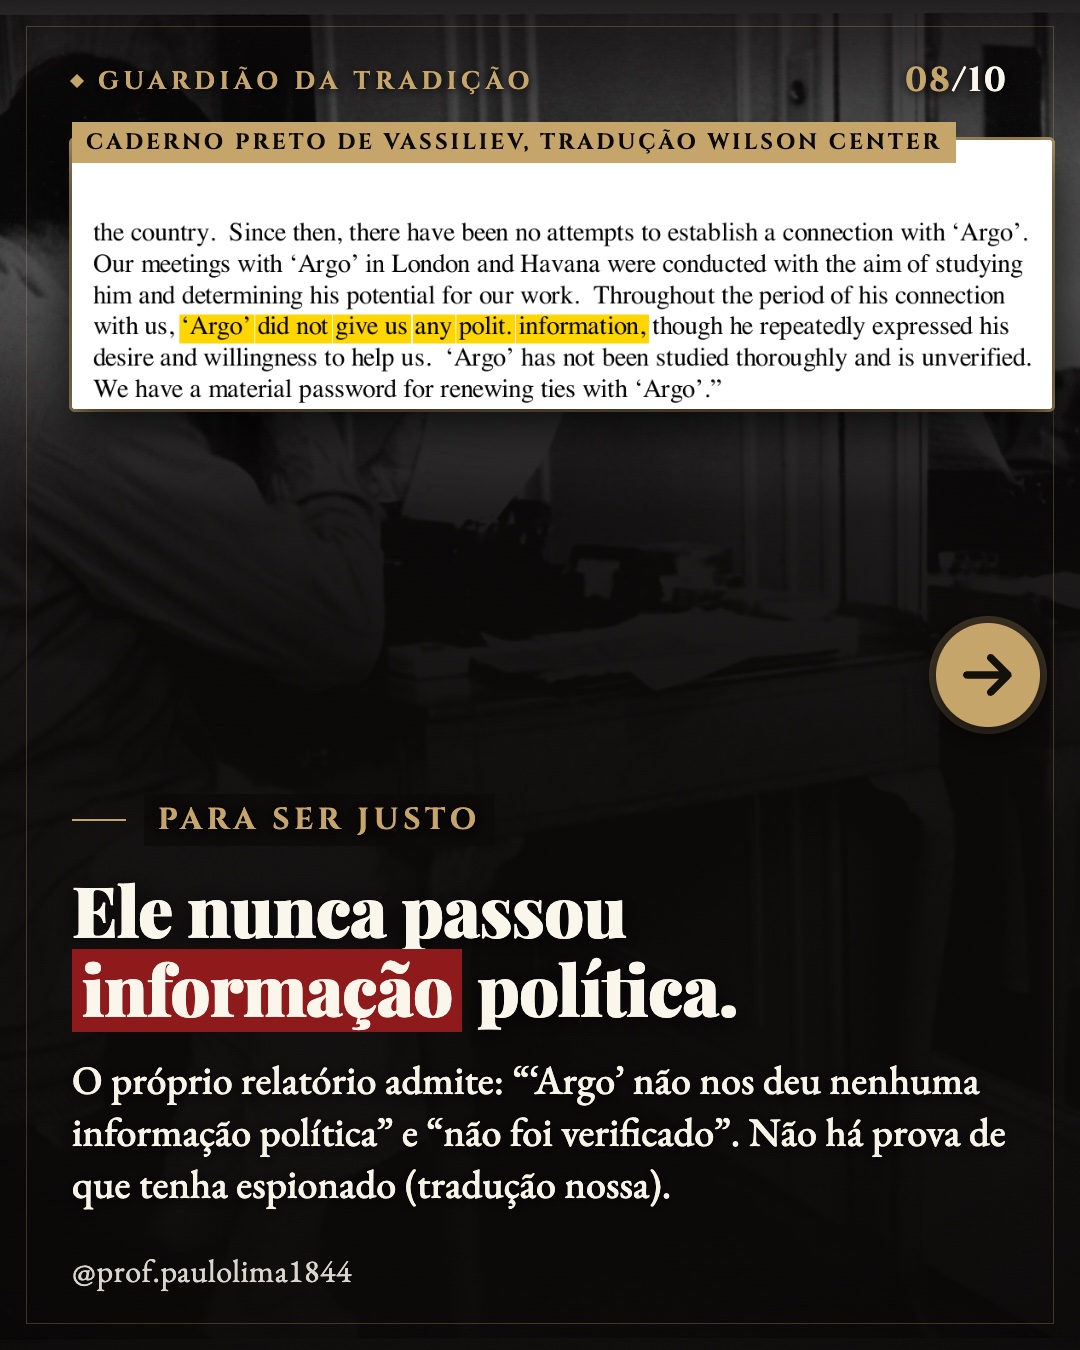 GUARDIÃO DA TRADIÇÃO
08/10
CADERNO PRETO DE VASSILIEV, TRADUÇÃO WILSON CENTER
the country.  Since then, there have been no attempts to establish a connection with ‘Argo’.
Our meetings with ‘Argo’ in London and Havana were conducted with the aim of studying
him and determining his potential for our work.  Throughout the period of his connection
with us, ‘Argo’ did not give us any polit. information, though he repeatedly expressed his
desire and willingness to help us.  ‘Argo’ has not been studied thoroughly and is unverified.
We have a material password for renewing ties with ‘Argo’.”
PARA SER JUSTO
Ele nunca passou
informação política.
O próprio relatório admite: “‘Argo’ não nos deu nenhuma
informação política” e “não foi verificado”. Não há prova de
que tenha espionado (tradução nossa).
@prof.paulolima1844